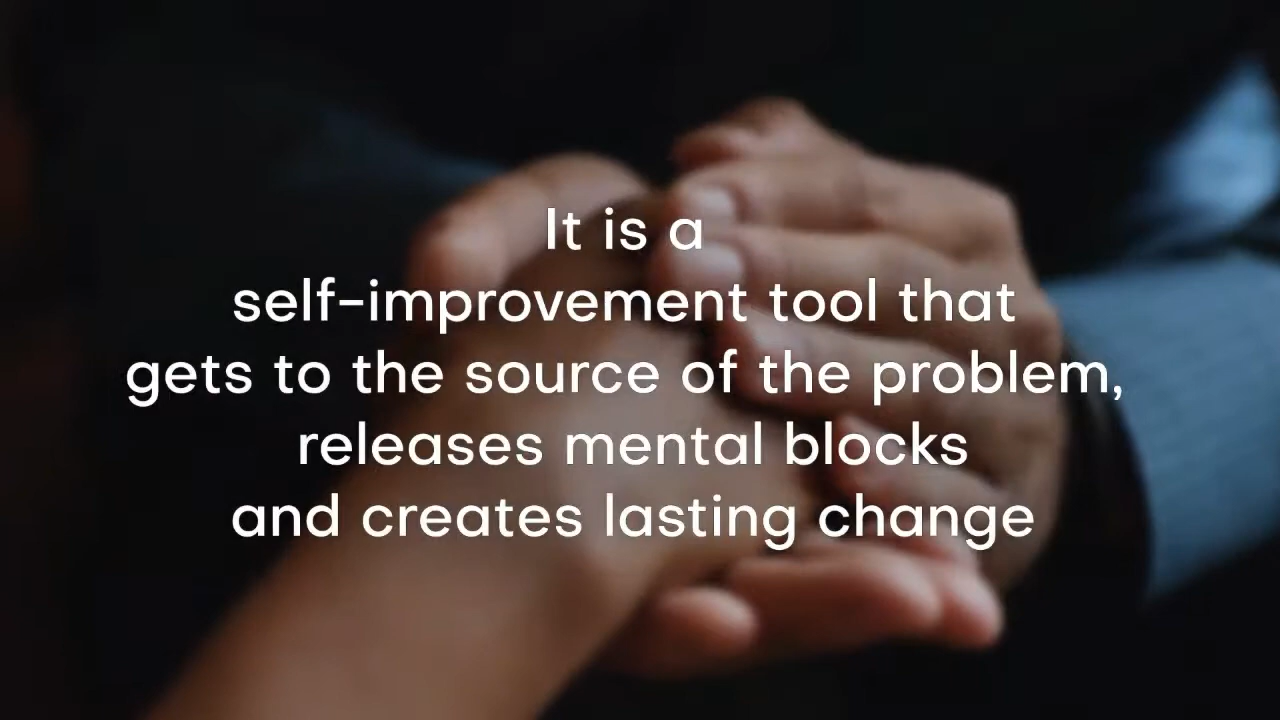 It is a
self-improvement tool that
gets to the source of the problem,
releases mental blocks
and creates lasting change